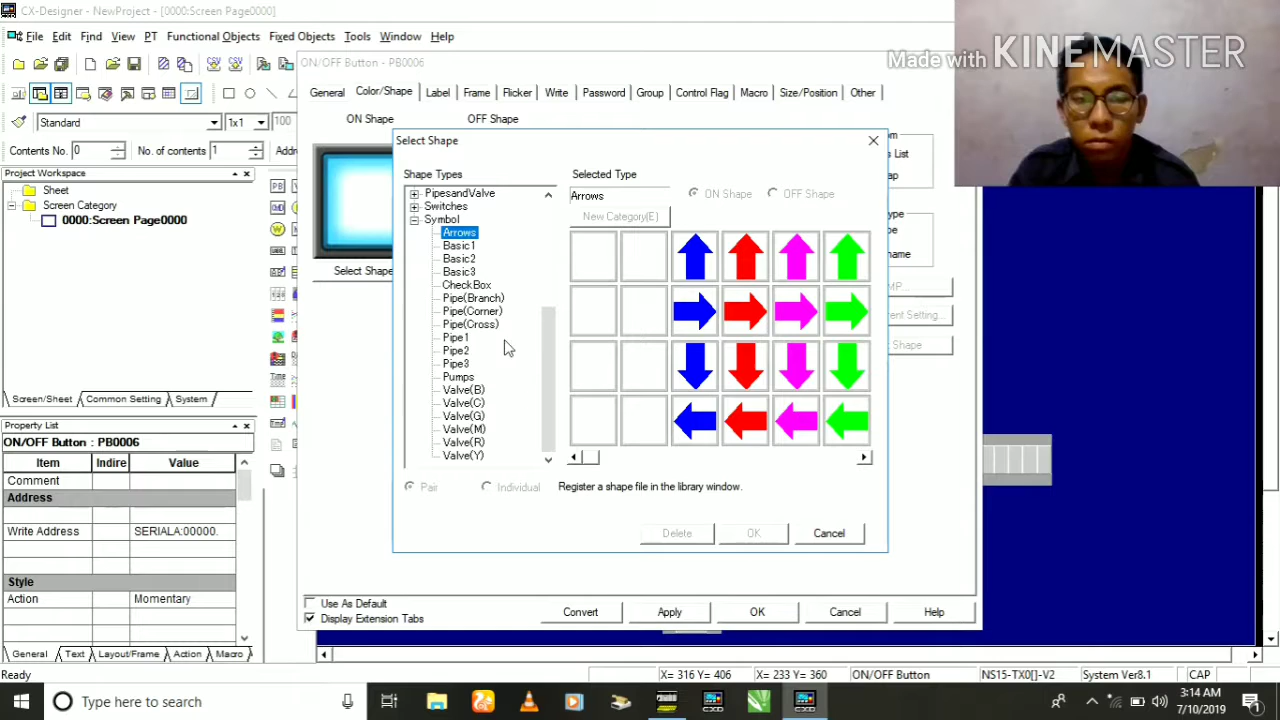 CX-Designer - NewProject - [0000:Screen Page0000]
File Edit Find View PT Functional Objects Fixed Objects Tools Window Help
Made with KINEMASTER
ON/OFF Button - PB0006
General Color/Shape Label Frame Flicker Write Password Group Control Flag Macro Size/Position Other
Standard 1x1 100
ON Shape OFF Shape
Contents No. 0 No. of contents 1
Select Shape
Project Workspace
Shape Types Selected Type
Sheet
Screen Category
0000:Screen Page0000
PipesandValve
Switches
Symbol
Arrows
Basic1
Basic2
Basic3
CheckBox
Pipe(Branch)
Pipe(Corner)
Pipe(Cross)
Pipe1
Pipe2
Pipe3
Pumps
Valve(B)
Valve(C)
Valve(G)
Valve(M)
Valve(R)
Valve(Y)
Arrows ON Shape OFF Shape
New Category(E)
Select Shape
Pair Individual Register a shape file in the library window.
Delete OK Cancel
Screen/Sheet Common Setting System
Property List
ON/OFF Button : PB0006
Item Indire Value
Comment
Address
Write Address SERIALA:00000.
Style
Action Momentary
General Text Layout/Frame Action Macro
Use As Default
Display Extension Tabs
Convert Apply OK Cancel Help
Ready X= 316 Y= 406 X= 233 Y= 360 ON/OFF Button NS15-TX0[]-V2 System Ver8.1 CAP
Type here to search
3:14 AM
7/10/2019